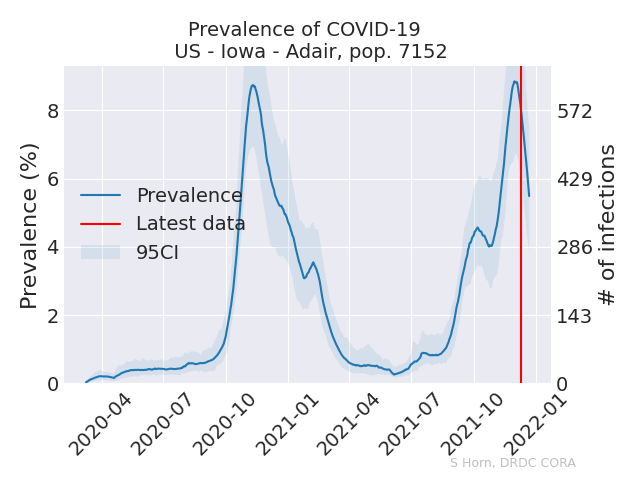 Prevalence of COVID-19
US - Iowa - Adair, pop. 7152
Prevalence (%)
8
6
4
2
0
572
429
286
143
0
# of infections
Prevalence
Latest data
95CI
2020-04
2020-07
2020-10
2021-01
2021-04
2021-07
2021-10
2022-01
S Horn, DRDC CORA